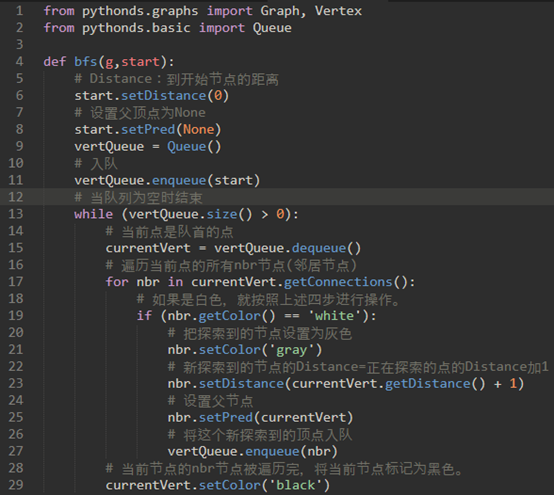 1 from pythonds.graphs import Graph, Vertex
2 from pythonds.basic import Queue
3
4 def bfs(g,start):
5     # Distance：到开始节点的距离
6     start.setDistance(0)
7     # 设置父顶点为None
8     start.setPred(None)
9     vertQueue = Queue()
10     # 入队
11     vertQueue.enqueue(start)
12     # 当队列为空时结束
13     while (vertQueue.size() > 0):
14         # 当前点是队首的点
15         currentVert = vertQueue.dequeue()
16         # 遍历当前点的所有nbr节点(邻居节点)
17         for nbr in currentVert.getConnections():
18             # 如果是白色，就按照上述四步进行操作。
19             if (nbr.getColor() == 'white'):
20                 # 把探索到的节点设置为灰色
21                 nbr.setColor('gray')
22                 # 新探索到的节点的Distance=正在探索的点的Distance加1
23                 nbr.setDistance(currentVert.getDistance() + 1)
24                 # 设置父节点
25                 nbr.setPred(currentVert)
26                 # 将这个新探索到的顶点入队
27                 vertQueue.enqueue(nbr)
28         # 当前节点的nbr节点被遍历完，将当前节点标记为黑色。
29         currentVert.setColor('black')